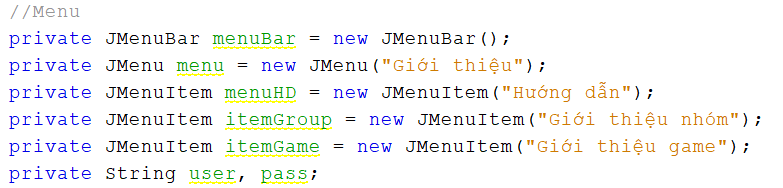 //Menu
private JMenuBar menuBar = new JMenuBar();
private JMenu menu = new JMenu("Giới thiệu");
private JMenuItem menuHD = new JMenuItem("Hướng dẫn");
private JMenuItem itemGroup = new JMenuItem("Giới thiệu nhóm");
private JMenuItem itemGame = new JMenuItem("Giới thiệu game");
private String user, pass;